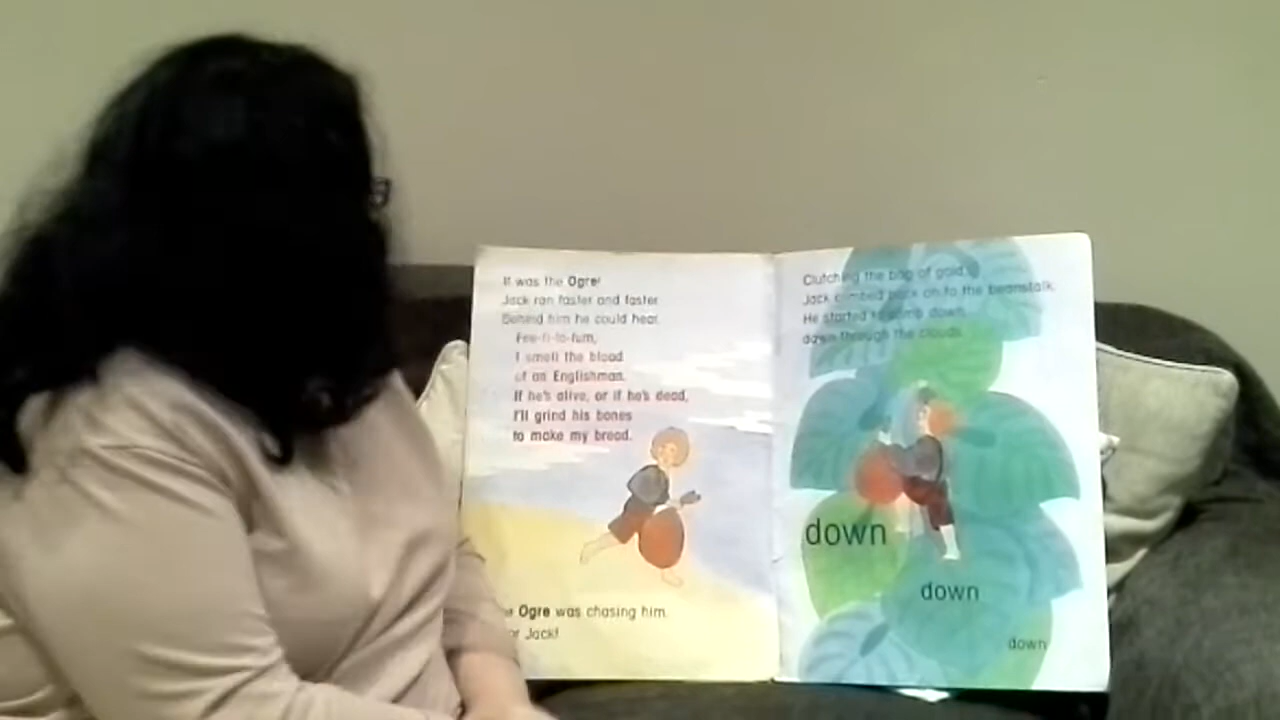 It was the Ogre!
Jack ran faster and faster.
Behind him he could hear,
Fee-fi-fo-fum,
I smell the blood
of an Englishman.
If he's alive, or if he's dead,
I'll grind his bones
to make my bread.
Ogre was chasing him.
Jack!
Clutching the bag of gold,
Jack climbed back on to the beanstalk.
He started to climb down,
down through the clouds
down
down
down